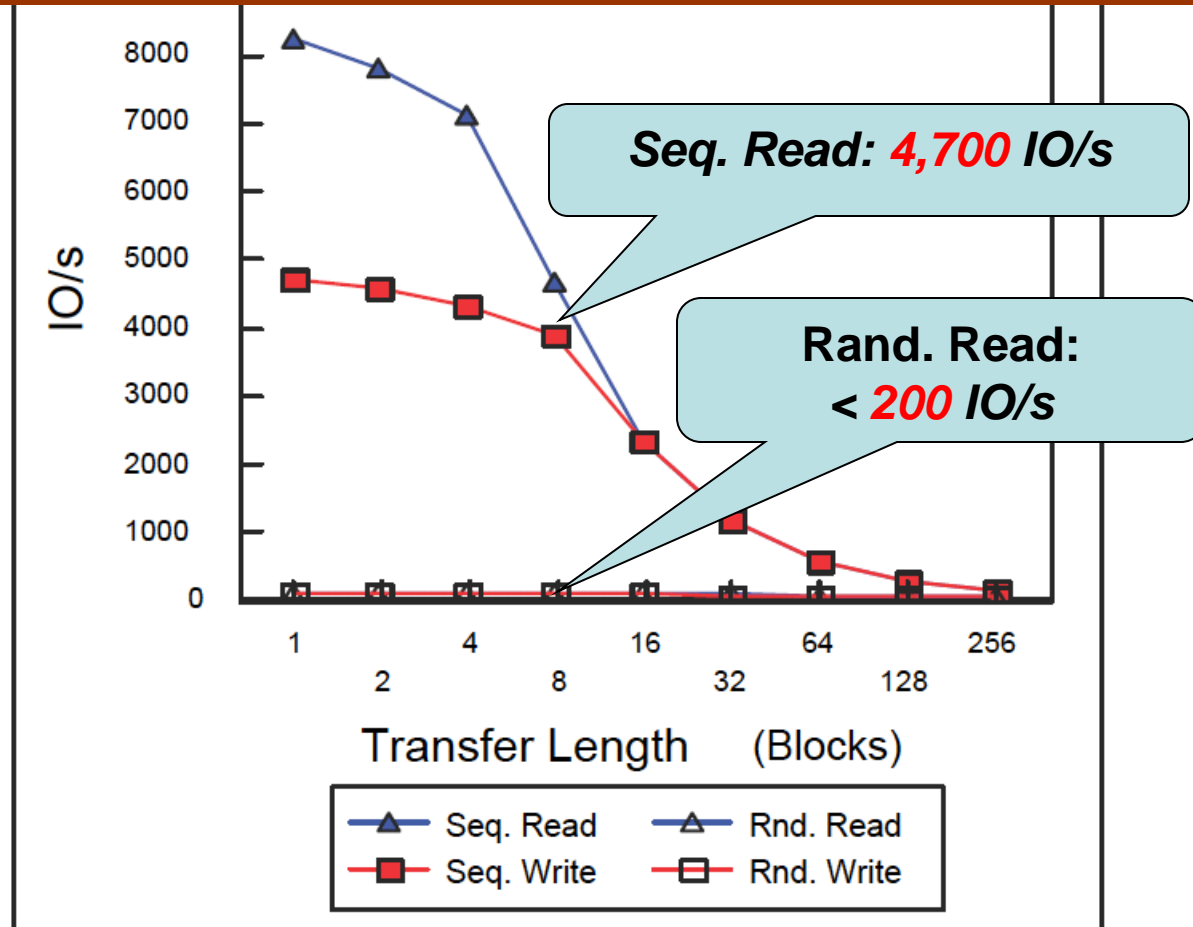 8000
7000
6000
5000
4000
3000
2000
1000
0
IO/s
Seq. Read: 4,700 IO/s
Rand. Read:
< 200 IO/s
1 4 16 64 256
2 8 32 128
Transfer Length (Blocks)
Seq. Read Rnd. Read
Seq. Write Rnd. Write